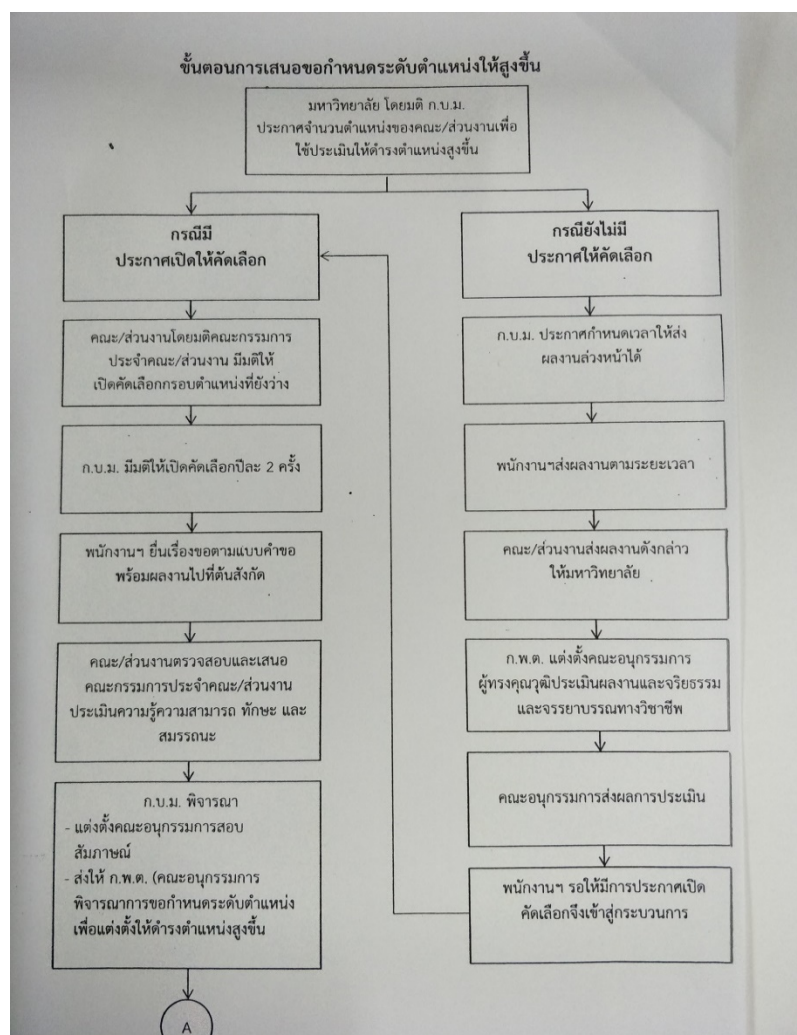 ขั้นตอนการเสนอขอกำหนดระดับตำแหน่งให้สูงขึ้น
มหาวิทยาลัย โดยมติ ก.บ.ม.
ประกาศจำนวนตำแหน่งของคณะ/ส่วนงานเพื่อ
ใช้ประเมินให้ดำรงตำแหน่งสูงขึ้น
กรณีมี
ประกาศเปิดให้คัดเลือก
คณะ/ส่วนงานโดยมติคณะกรรมการ
ประจำคณะ/ส่วนงาน มีมติให้
เปิดคัดเลือกกรอบตำแหน่งที่ยังว่าง
ก.บ.ม. มีมติให้เปิดคัดเลือกปีละ 2 ครั้ง
พนักงานฯ ยื่นเรื่องขอตามแบบคำขอ
พร้อมผลงานไปที่ต้นสังกัด
คณะ/ส่วนงานตรวจสอบและเสนอ
คณะกรรมการประจำคณะ/ส่วนงาน
ประเมินความรู้ความสามารถ ทักษะ และ
สมรรถนะ
ก.บ.ม. พิจารณา
- แต่งตั้งคณะอนุกรรมการสอบ
สัมภาษณ์
- ส่งให้ ก.พ.ต. (คณะอนุกรรมการ
พิจารณาการขอกำหนดระดับตำแหน่ง
เพื่อแต่งตั้งให้ดำรงตำแหน่งสูงขึ้น
A
กรณียังไม่มี
ประกาศให้คัดเลือก
ก.บ.ม. ประกาศกำหนดเวลาให้ส่ง
ผลงานล่วงหน้าได้
พนักงานฯส่งผลงานตามระยะเวลา
คณะ/ส่วนงานส่งผลงานดังกล่าว
ให้มหาวิทยาลัย
ก.พ.ต. แต่งตั้งคณะอนุกรรมการ
ผู้ทรงคุณวุฒิประเมินผลงานและจริยธรรม
และจรรยาบรรณทางวิชาชีพ
คณะอนุกรรมการส่งผลการประเมิน
พนักงานฯ รอให้มีการประกาศเปิด
คัดเลือกจึงเข้าสู่กระบวนการ